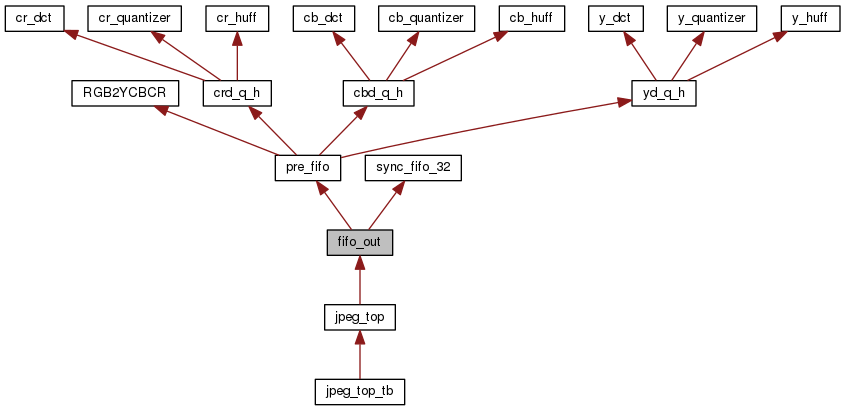 cr_dct
cr_quantizer
cr_huff
cb_dct
cb_quantizer
cb_huff
y_dct
y_quantizer
y_huff
RGB2YCBCR
crd_q_h
cbd_q_h
yd_q_h
pre_fifo
sync_fifo_32
fifo_out
jpeg_top
jpeg_top_tb